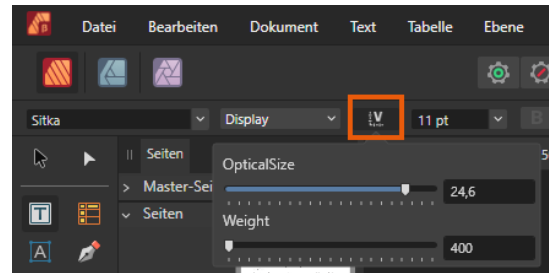 Datei Bearbeiten Dokument Text Tabelle Ebene
Sitka Display 11 pt B
Seiten
OpticalSize
24,6
Master-Sei
Seiten
Weight
400